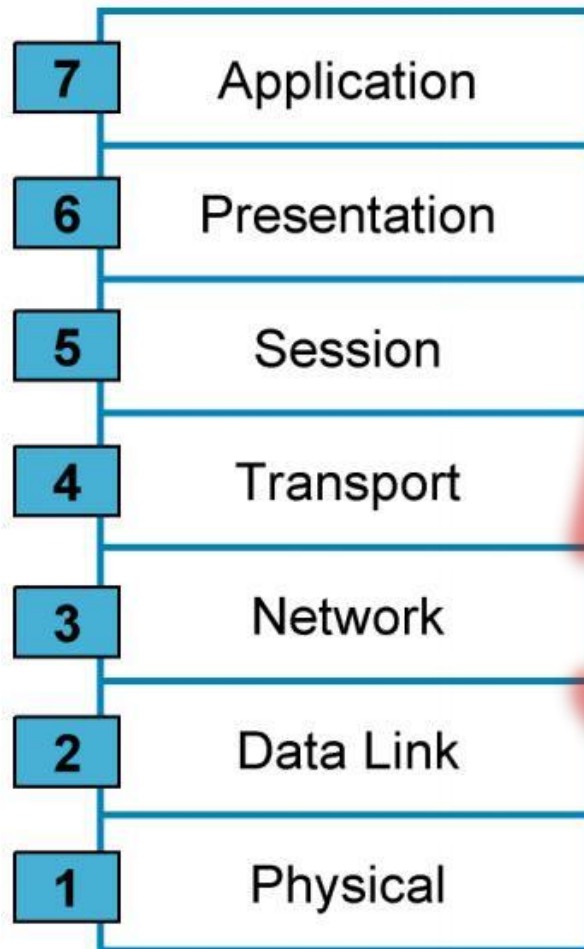 7 Application
6 Presentation
5 Session
4 Transport
3 Network
2 Data Link
1 Physical